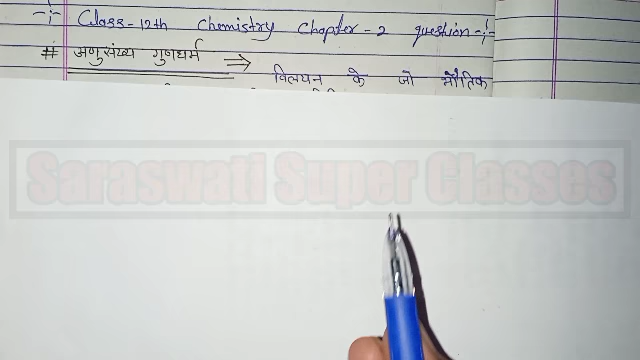 -:- Class-12th Chemistry Chapter-2 question -:-
# अणुसंख्य गुणधर्म ⇒ विलयन के जो भौतिक
Saraswati Super Classes